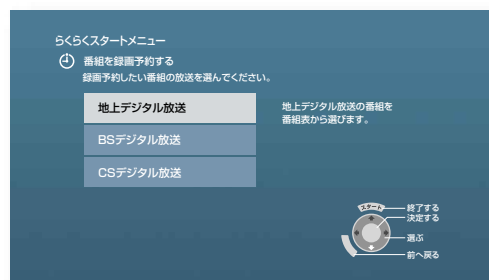 らくらくスタートメニュー
番組を録画予約する
録画予約したい番組の放送を選んでください。
地上デジタル放送
地上デジタル放送の番組を
番組表から選びます。
BSデジタル放送
CSデジタル放送
スタート
終了する
決定する
選ぶ
前へ戻る